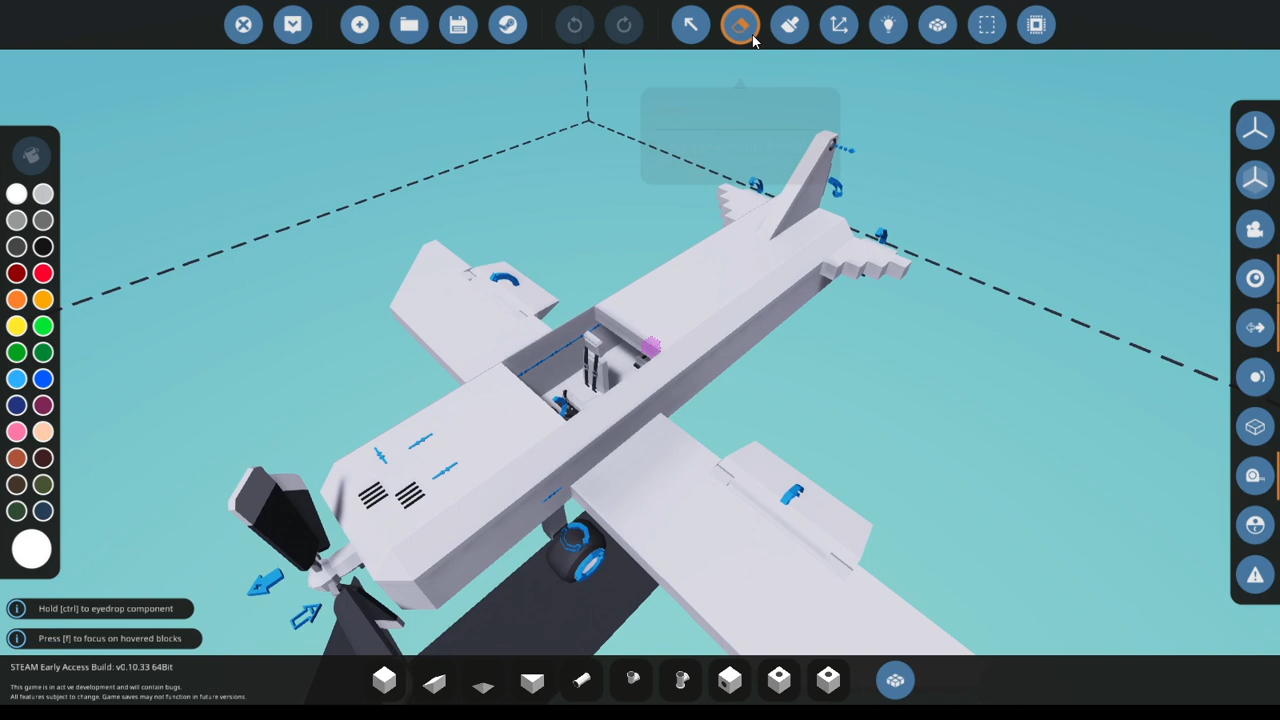 Hold [ctrl] to eyedrop component
Press [f] to focus on hovered blocks
STEAM Early Access Build: v0.10.33 64Bit
This game is in active development and will contain bugs.
All features subject to change. Game saves may not function in future versions.